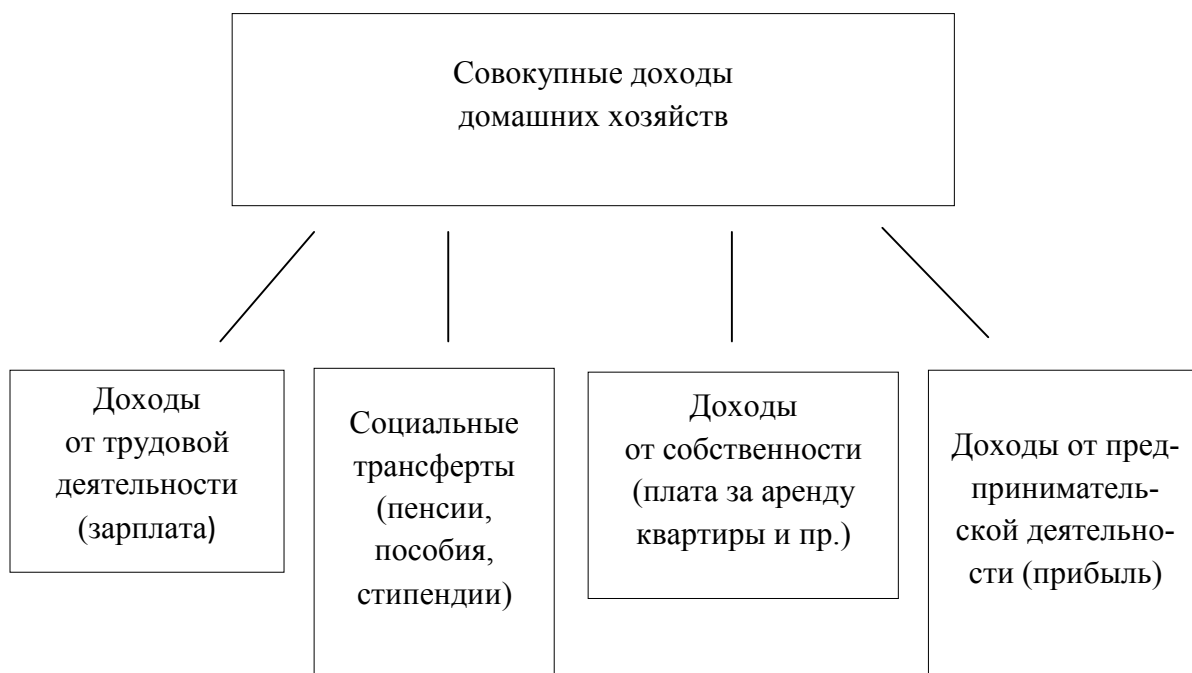 Совокупные доходы
домашних хозяйств
Доходы
от трудовой
деятельности
(зарплата)
Социальные
трансферты
(пенсии,
пособия,
стипендии)
Доходы
от собственности
(плата за аренду
квартиры и пр.)
Доходы от пред-
приниматель-
ской деятельно-
сти (прибыль)